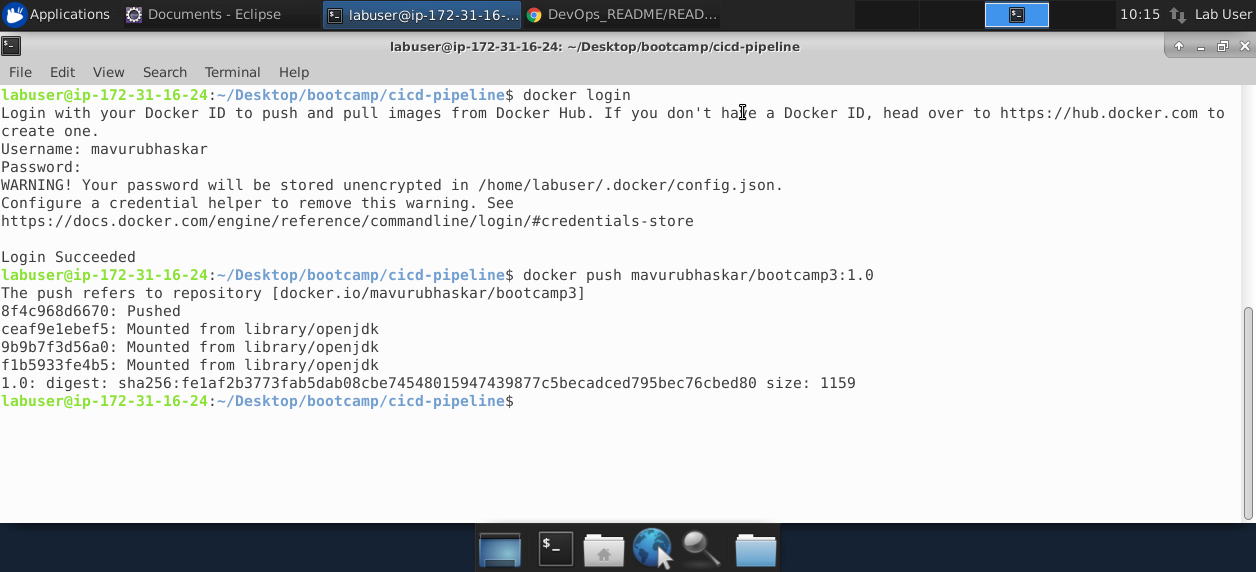 Applications
Documents - Eclipse
labuser@ip-172-31-16-...
DevOps_README/READ...
10:15
Lab User
labuser@ip-172-31-16-24: ~/Desktop/bootcamp/cicd-pipeline
File Edit View Search Terminal Help
labuser@ip-172-31-16-24:~/Desktop/bootcamp/cicd-pipeline$ docker login
Login with your Docker ID to push and pull images from Docker Hub. If you don't have a Docker ID, head over to https://hub.docker.com to
create one.
Username: mavurubhaskar
Password:
WARNING! Your password will be stored unencrypted in /home/labuser/.docker/config.json.
Configure a credential helper to remove this warning. See
https://docs.docker.com/engine/reference/commandline/login/#credentials-store
Login Succeeded
labuser@ip-172-31-16-24:~/Desktop/bootcamp/cicd-pipeline$ docker push mavurubhaskar/bootcamp3:1.0
The push refers to repository [docker.io/mavurubhaskar/bootcamp3]
8f4c968d6670: Pushed
ceaf9e1ebef5: Mounted from library/openjdk
9b9b7f3d56a0: Mounted from library/openjdk
f1b5933fe4b5: Mounted from library/openjdk
1.0: digest: sha256:fe1af2b3773fab5dab08cbe74548015947439877c5becadced795bec76cbed80 size: 1159
labuser@ip-172-31-16-24:~/Desktop/bootcamp/cicd-pipeline$